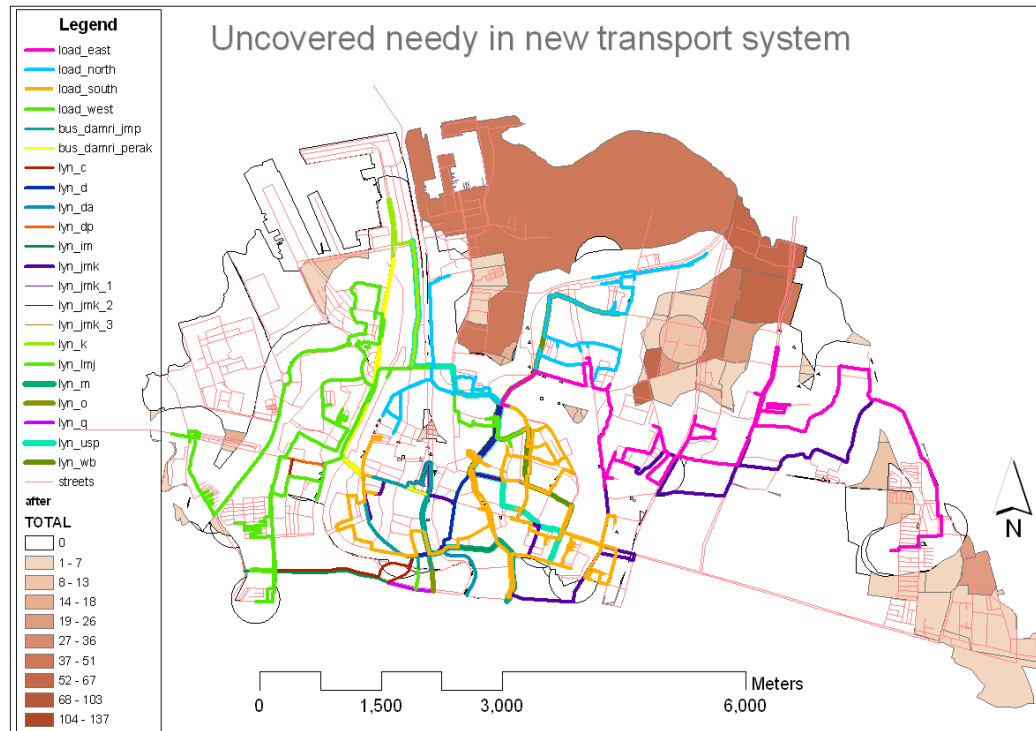 Legend
load_east
load_north
load_south
load_west
bus_damri_jmp
bus_damri_perak
lyn_c
lyn_d
lyn_da
lyn_dp
lyn_im
lyn_jmk
lyn_jmk_1
lyn_jmk_2
lyn_jmk_3
lyn_k
lyn_lmj
lyn_m
lyn_o
lyn_q
lyn_usp
lyn_wb
streets
after
TOTAL
0
1 - 7
8 - 13
14 - 18
19 - 26
27 - 36
37 - 51
52 - 67
68 - 103
104 - 137
Uncovered needy in new transport system
N
Meters
0 1,500 3,000 6,000